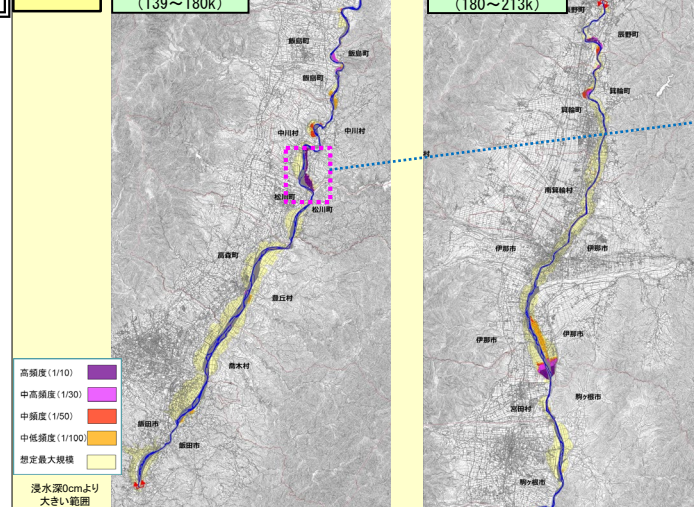 (139~180k)
(180~213k)
飯島町
飯島町
飯島町
中川村
中川村
松川町
松川町
高森町
豊丘村
喬木村
飯田市
飯田市
辰野町
箕輪町
箕輪町
村
南箕輪村
伊那市
伊那市
伊那市
伊那市
宮田村
駒ヶ根市
駒ヶ根市
高頻度(1/10)
中高頻度(1/30)
中頻度(1/50)
中低頻度(1/100)
想定最大規模
浸水深0cmより
大きい範囲